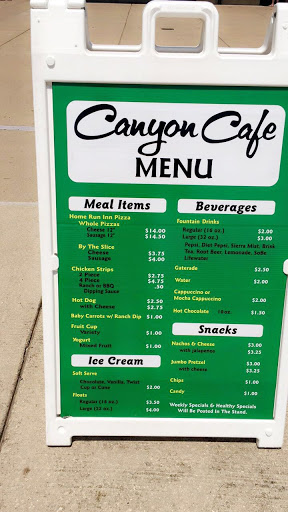 Canyon Cafe
MENU
Meal Items
Home Run Inn Pizza
Whole Pizzas
Cheese 12" $14.00
Sausage 12" $14.50
By The Slice
Cheese $3.75
Sausage $4.00
Chicken Strips
3 Piece $2.75
4 Piece $4.75
Ranch or BBQ .50
Dipping Sauce
Hot Dog $2.50
with Cheese $2.75
Baby Carrots w/ Ranch Dip $1.00
Fruit Cup
Variety $1.00
Yogurt
Mixed Fruit $1.00
Ice Cream
Soft Serve
Chocolate, Vanilla, Twist
Cup or Cone $2.00
Floats
Regular (16 oz.) $3.50
Large (32 oz.) $4.00
Beverages
Fountain Drinks
Regular (16 oz.) $2.00
Large (32 oz.) $3.00
Pepsi, Diet Pepsi, Sierra Mist, Brisk
Tea, Root Beer, Lemonade, SoBe
Lifewater
Gatorade $2.50
Water $2.00
Cappuccino or
Mocha Cappuccino $2.00
Hot Chocolate 10oz. $1.50
Snacks
Nachos & Cheese $3.00
with jalapenos $3.25
Jumbo Pretzel $3.00
with cheese $3.25
Chips $1.00
Candy $1.00
Weekly Specials & Healthy Specials
Will Be Posted In The Stand.